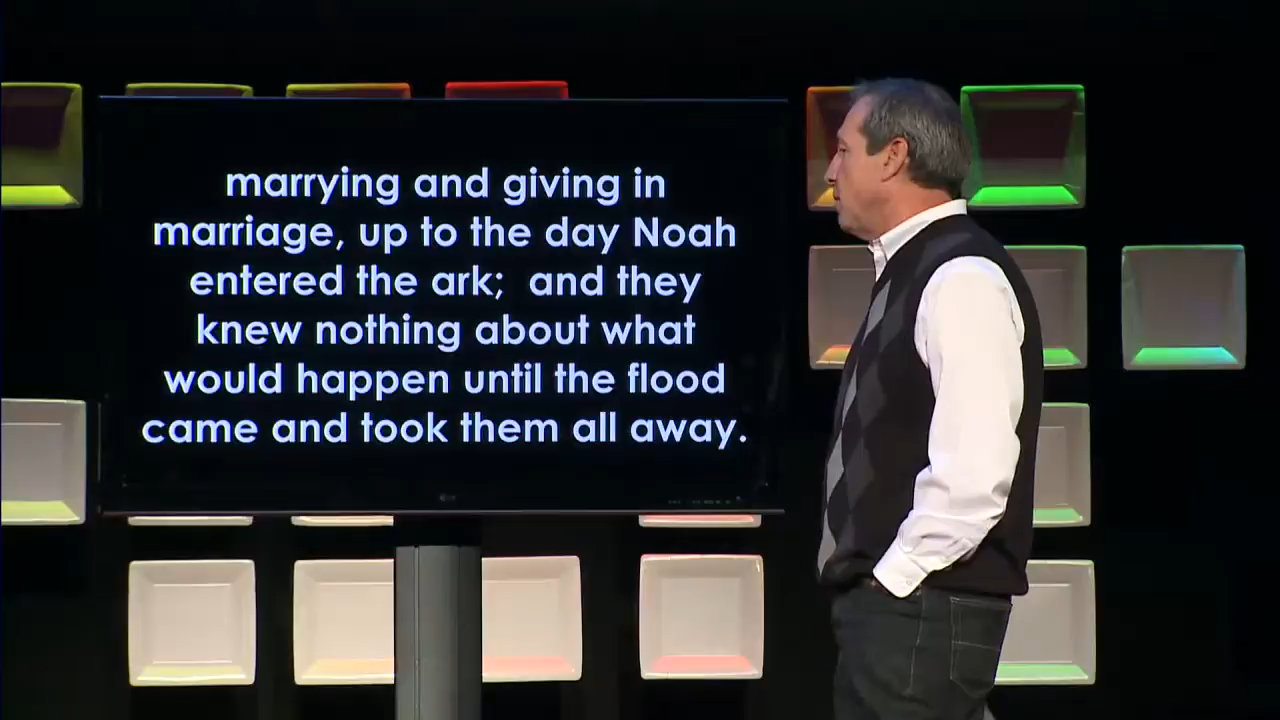 marrying and giving in
marriage, up to the day Noah
entered the ark;  and they
knew nothing about what
would happen until the flood
came and took them all away.